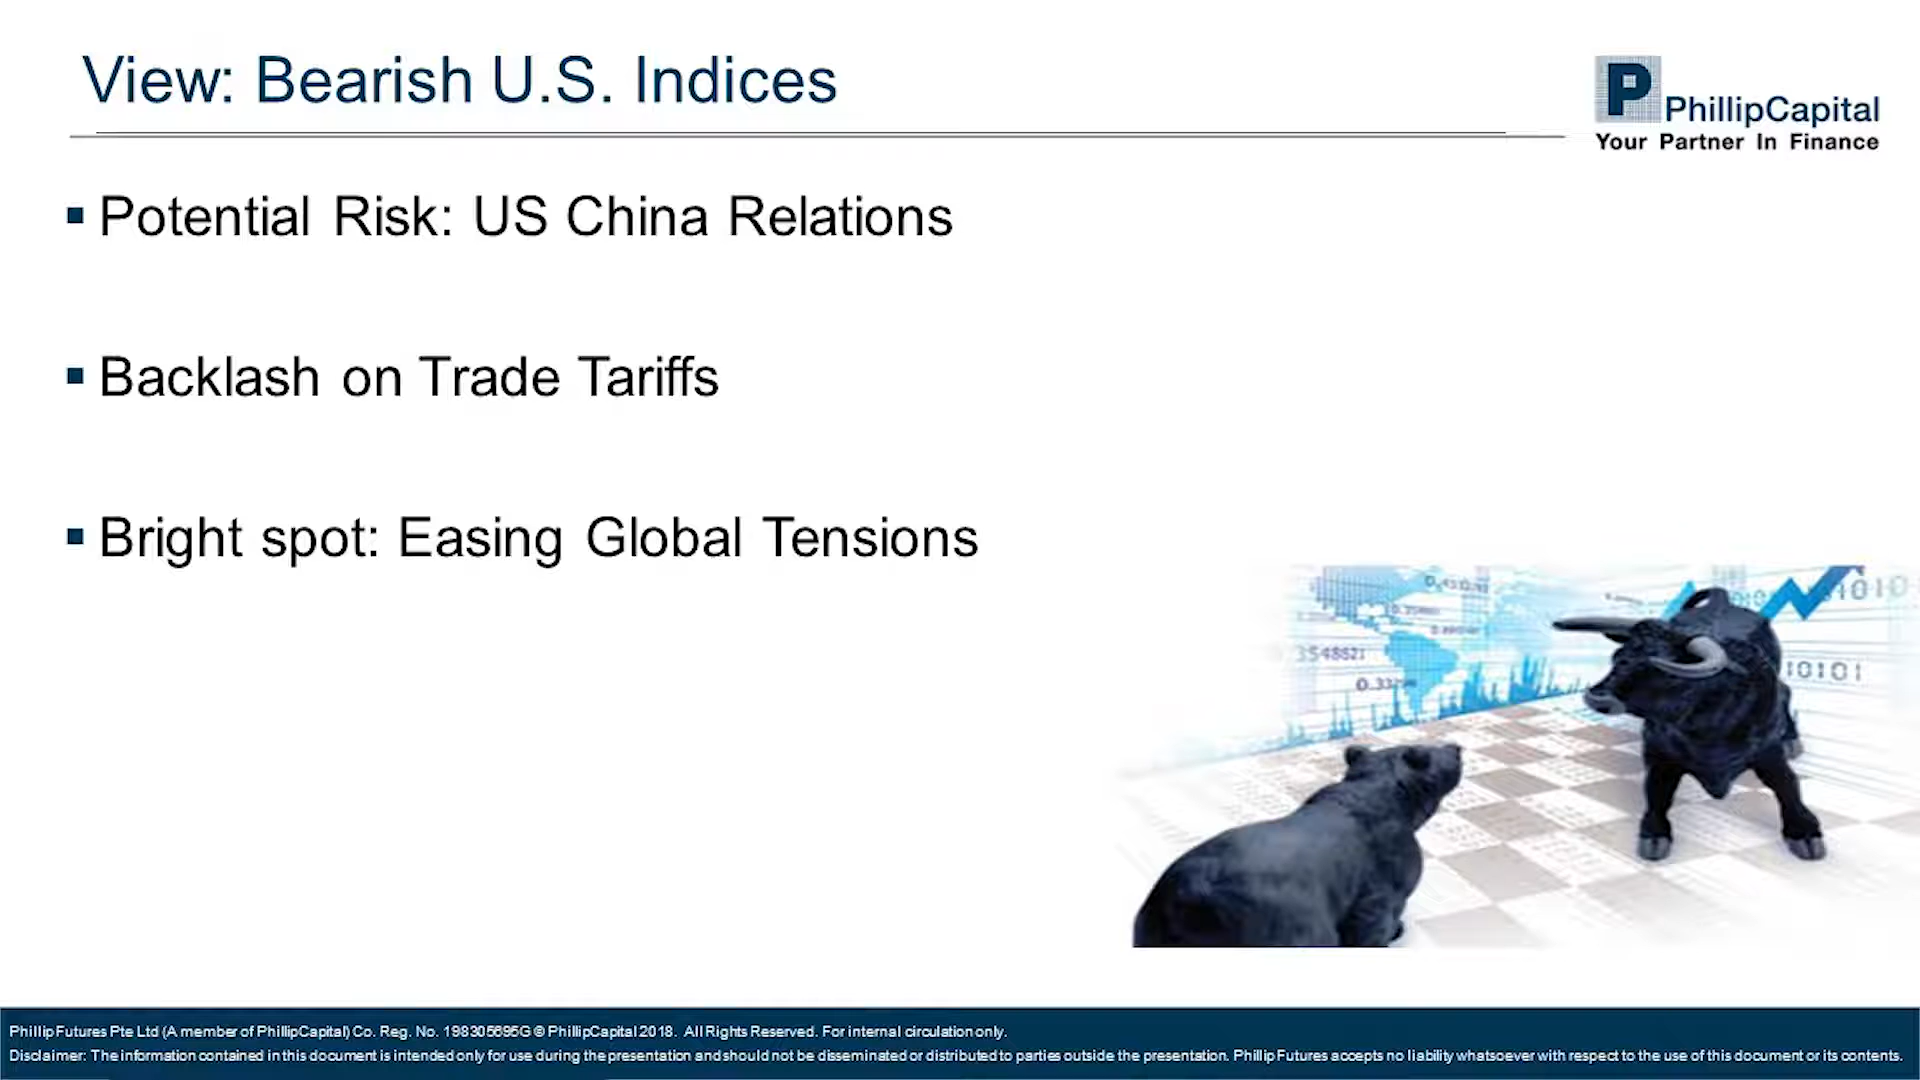 View: Bearish U.S. Indices
P
PhillipCapital
Your Partner In Finance
Potential Risk: US China Relations
Backlash on Trade Tariffs
Bright spot: Easing Global Tensions
1010
3548521
10101
Phillip Futures Pte Ltd (A member of PhillipCapital) Co. Reg. No. 198305695G © PhillipCapital 2018. All Rights Reserved. For internal circulation only.
Disclaimer: The information contained in this document is intended only for use during the presentation and should not be disseminated or distributed to parties outside the presentation. Phillip Futures accepts no liability whatsoever with respect to the use of this document or its contents.